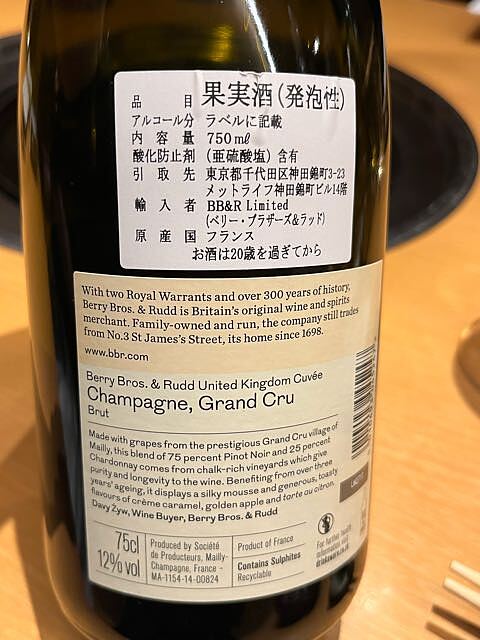 品 目 果実酒(発泡性)
アルコール分 ラベルに記載
内 容 量 750mℓ
酸化防止剤 (亜硫酸塩) 含有
引 取 先 東京都千代田区神田錦町3-23
メットライフ神田錦町ビル14階
輸 入 者 BB&R Limited
(ベリー・ブラザーズ&ラッド)
原 産 国 フランス
お酒は20歳を過ぎてから
With two Royal Warrants and over 300 years of history,
Berry Bros. & Rudd is Britain's original wine and spirits
merchant. Family-owned and run, the company still trades
from No.3 St James's Street, its home since 1698.
www.bbr.com
Berry Bros. & Rudd United Kingdom Cuvée
Champagne, Grand Cru
Brut
Made with grapes from the prestigious Grand Cru village of
Mailly, this blend of 75 percent Pinot Noir and 25 percent
Chardonnay comes from chalk-rich vineyards which give
purity and longevity to the wine. Benefiting from over three
years' ageing, it displays a silky mousse and generous, toasty
flavours of crème caramel, golden apple and tarte au citron.
Davy Żyw, Wine Buyer, Berry Bros. & Rudd
75cl
12% vol
Produced by Société
de Producteurs, Mailly-
Champagne, France -
MA-1154-14-00824
Product of France
Contains Sulphites
Recyclable
For further health
information visit
drinkaware.co.uk